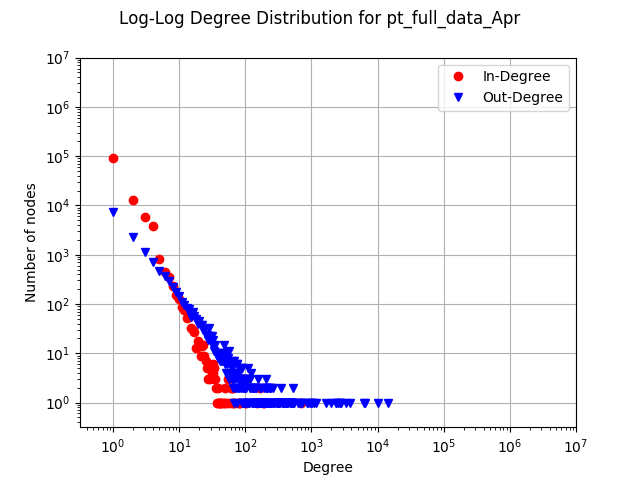 Log-Log Degree Distribution for pt_full_data_Apr
In-Degree
Out-Degree
Number of nodes
10^7
10^6
10^5
10^4
10^3
10^2
10^1
10^0
10^0 10^1 10^2 10^3 10^4 10^5 10^6 10^7
Degree